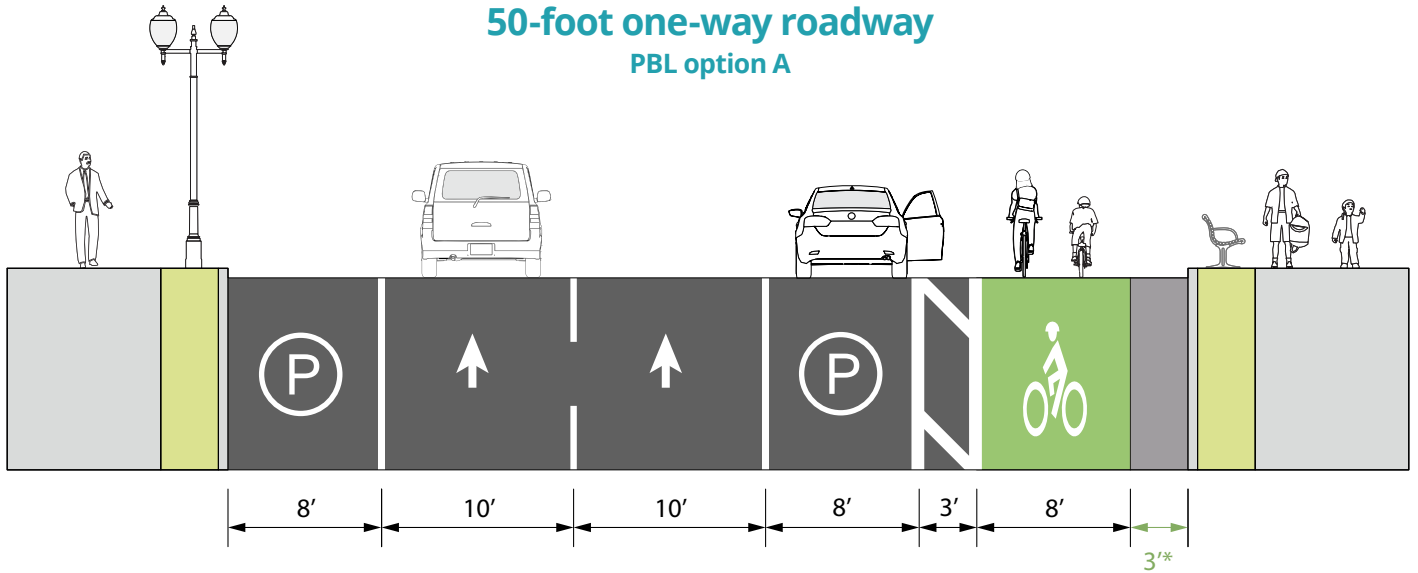 50-foot one-way roadway
PBL option A
P
P
8′ 10′ 10′ 8′ 3′ 8′
3′*